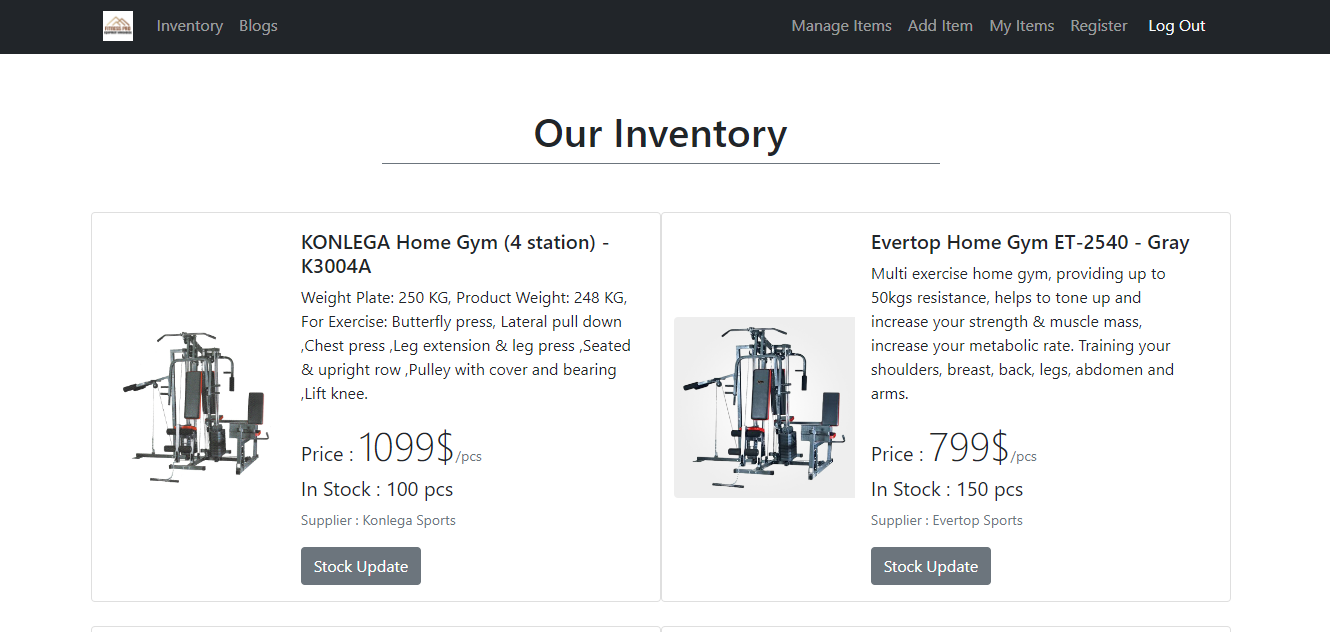 Inventory Blogs Manage Items Add Item My Items Register Log Out
Our Inventory
KONLEGA Home Gym (4 station) -
K3004A
Weight Plate: 250 KG, Product Weight: 248 KG,
For Exercise: Butterfly press, Lateral pull down
,Chest press ,Leg extension & leg press ,Seated
& upright row ,Pulley with cover and bearing
,Lift knee.
Price : 1099$/pcs
In Stock : 100 pcs
Supplier : Konlega Sports
Stock Update
Evertop Home Gym ET-2540 - Gray
Multi exercise home gym, providing up to
50kgs resistance, helps to tone up and
increase your strength & muscle mass,
increase your metabolic rate. Training your
shoulders, breast, back, legs, abdomen and
arms.
Price : 799$/pcs
In Stock : 150 pcs
Supplier : Evertop Sports
Stock Update